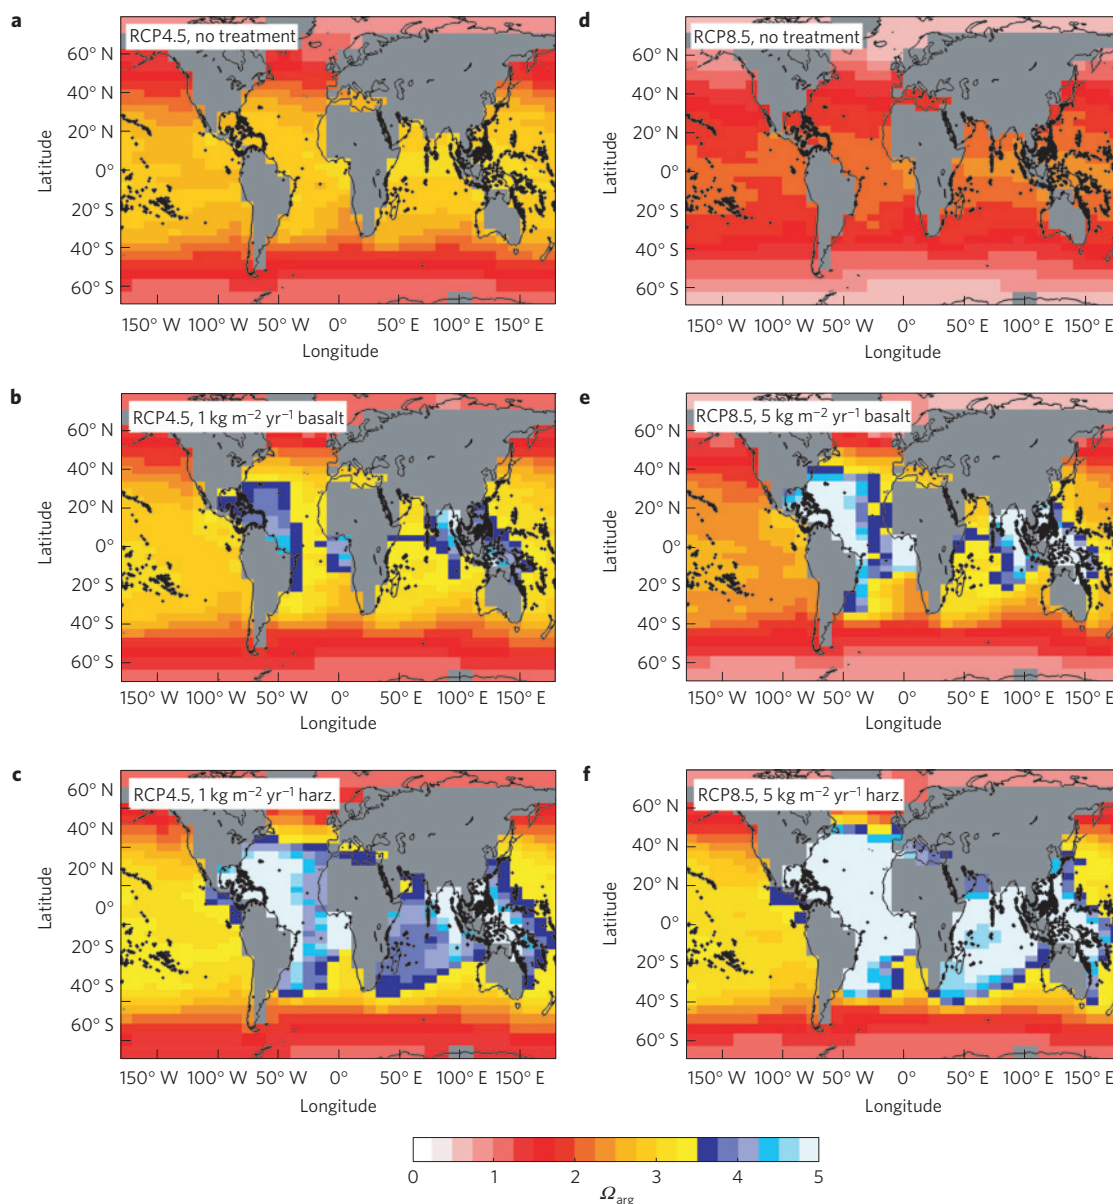 a
RCP4.5, no treatment
60° N
40° N
20° N
0°
20° S
40° S
60° S
Latitude
150° W 100° W 50° W 0° 50° E 100° E 150° E
Longitude
d
RCP8.5, no treatment
60° N
40° N
20° N
0°
20° S
40° S
60° S
Latitude
150° W 100° W 50° W 0° 50° E 100° E 150° E
Longitude
b
RCP4.5, 1 kg m⁻² yr⁻¹ basalt
60° N
40° N
20° N
0°
20° S
40° S
60° S
Latitude
150° W 100° W 50° W 0° 50° E 100° E 150° E
Longitude
e
RCP8.5, 5 kg m⁻² yr⁻¹ basalt
60° N
40° N
20° N
0°
20° S
40° S
60° S
Latitude
150° W 100° W 50° W 0° 50° E 100° E 150° E
Longitude
c
RCP4.5, 1 kg m⁻² yr⁻¹ harz.
60° N
40° N
20° N
0°
20° S
40° S
60° S
Latitude
150° W 100° W 50° W 0° 50° E 100° E 150° E
Longitude
f
RCP8.5, 5 kg m⁻² yr⁻¹ harz.
60° N
40° N
20° N
0°
20° S
40° S
60° S
Latitude
150° W 100° W 50° W 0° 50° E 100° E 150° E
Longitude
0 1 2 3 4 5
Ωarg